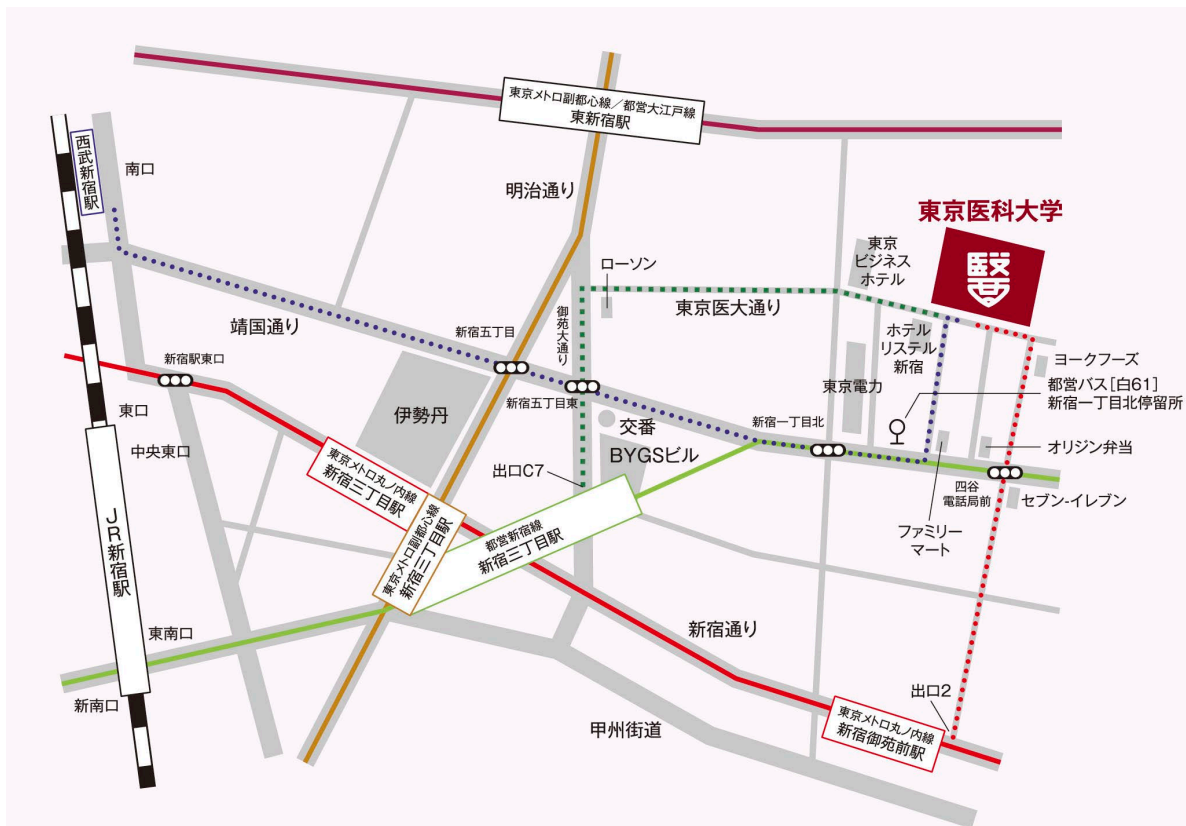 東京メトロ副都心線／都営大江戸線
東新宿駅
西武新宿駅
南口
明治通り
東京医科大学
醫
東京
ビジネス
ホテル
ローソン
東京医大通り
靖国通り
御苑大通り
新宿五丁目
ホテル
リステル
新宿
ヨークフーズ
新宿駅東口
東京電力
都営バス[白61]
新宿一丁目北停留所
新宿五丁目東
東口
伊勢丹
交番
新宿一丁目北
中央東口
BYGSビル
オリジン弁当
出口C7
東京メトロ丸ノ内線
新宿三丁目駅
四谷
電話局前
セブン-イレブン
JR新宿駅
東京メトロ副都心線
新宿三丁目駅
都営新宿線
新宿三丁目駅
ファミリー
マート
東南口
新宿通り
新南口
出口2
甲州街道
東京メトロ丸ノ内線
新宿御苑前駅